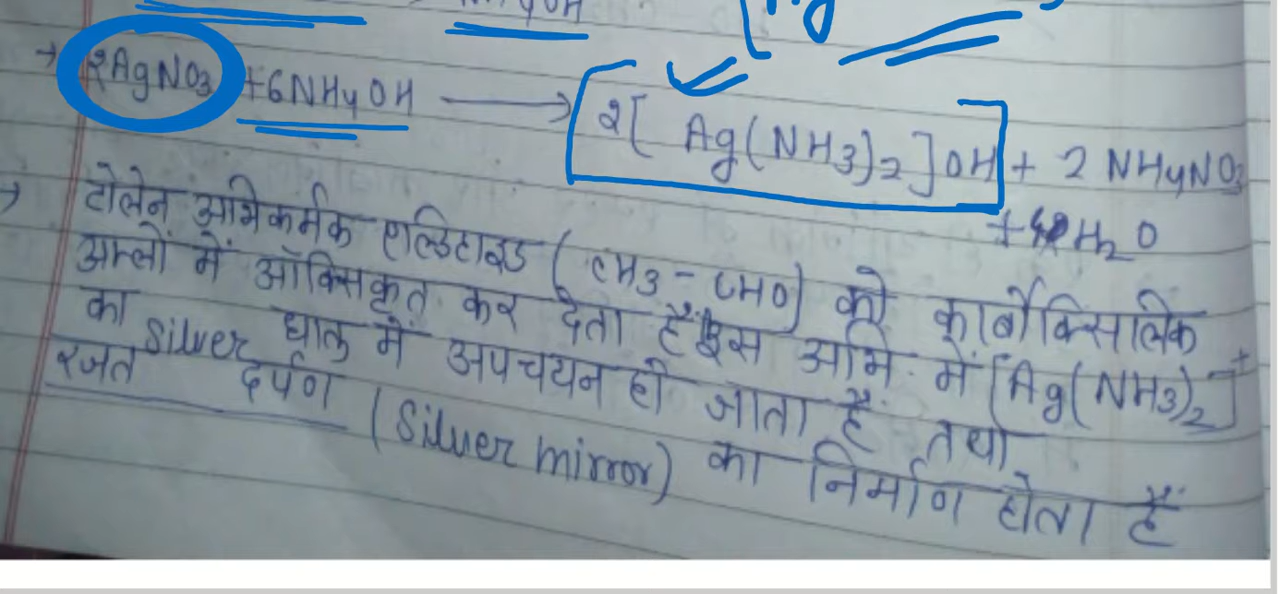 → 2AgNO3 + 6NH4OH ⟶ 2[Ag(NH3)2]OH + 2NH4NO3
+ H2O
→ टोलेन अभिकर्मक एल्डिहाइड (CH3-CHO) को कार्बोक्सिलिक
अम्लों में ऑक्सिकृत कर देता हैं इस अभि. में [Ag(NH3)2]+
का silver धातु में अपचयन हो जाता हैं तथा
रजत दर्पण (Silver mirror) का निर्माण होता हैं